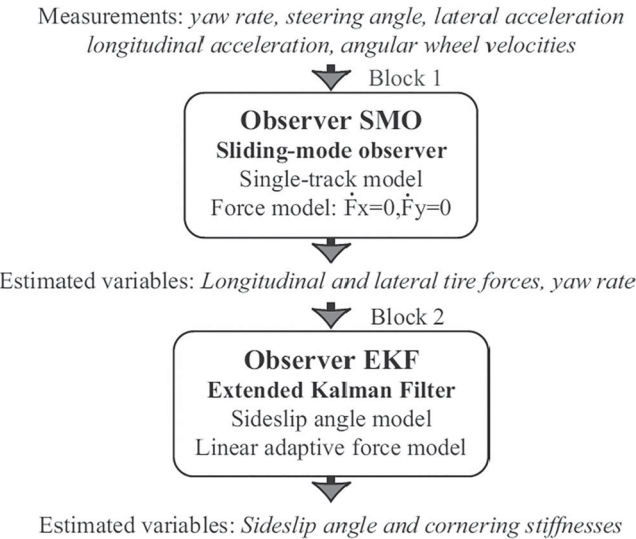 Measurements: yaw rate, steering angle, lateral acceleration
longitudinal acceleration, angular wheel velocities
Block 1
Observer SMO
Sliding-mode observer
Single-track model
Force model: Ḟx=0,Ḟy=0
Estimated variables: Longitudinal and lateral tire forces, yaw rate
Block 2
Observer EKF
Extended Kalman Filter
Sideslip angle model
Linear adaptive force model
Estimated variables: Sideslip angle and cornering stiffnesses